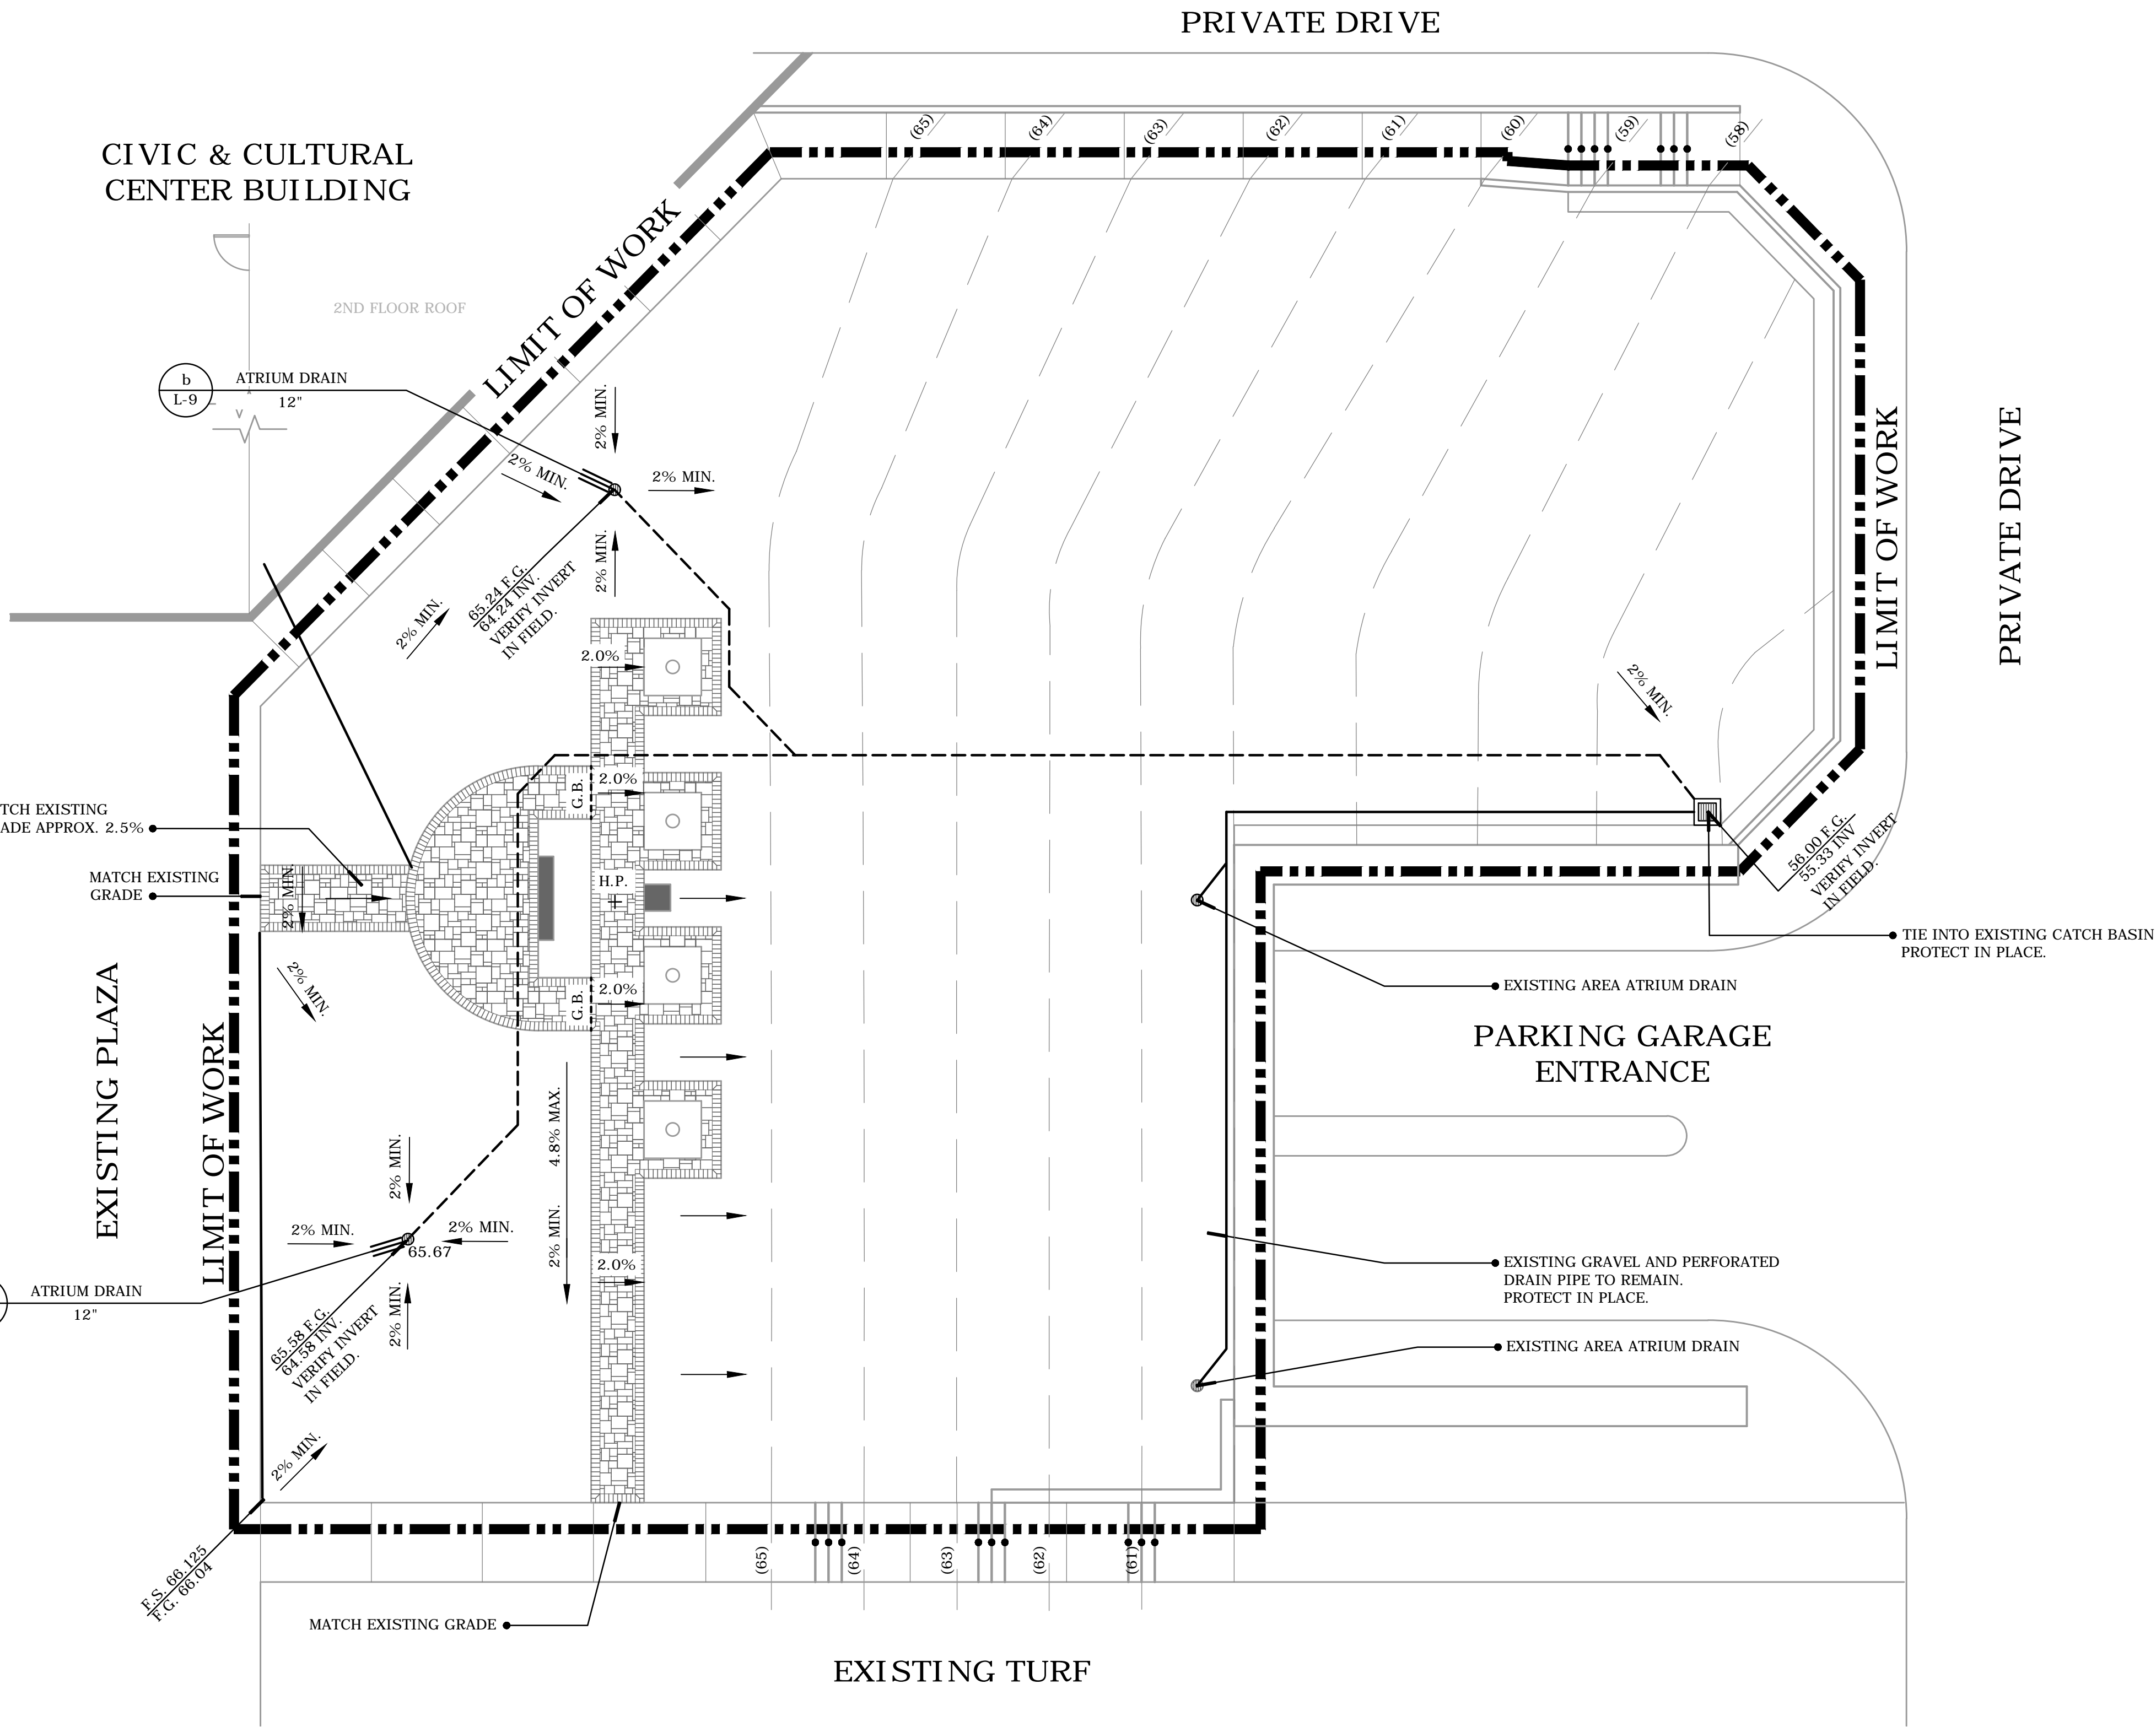 PRIVATE DRIVE
(65)
(64)
(63)
(62)
(61)
(60)
(59)
(58)
CIVIC & CULTURAL
CENTER BUILDING
2ND FLOOR ROOF
LIMIT OF WORK
b
L-9
ATRIUM DRAIN
12"
2% MIN.
2% MIN.
2% MIN.
2% MIN.
2% MIN.
65.24 F.G.
64.24 INV.
VERIFY INVERT
IN FIELD.
LIMIT OF WORK
PRIVATE DRIVE
2.0%
2% MIN.
G.B.
2.0%
TCH EXISTING
ADE APPROX. 2.5%
MATCH EXISTING
GRADE
2% MIN.
H.P.
56.00 F.G.
55.33 INV
VERIFY INVERT
IN FIELD.
TIE INTO EXISTING CATCH BASIN
PROTECT IN PLACE.
2% MIN.
G.B.
2.0%
EXISTING AREA ATRIUM DRAIN
PARKING GARAGE
ENTRANCE
EXISTING PLAZA
LIMIT OF WORK
4.8% MAX.
2% MIN.
2% MIN.
2% MIN.
2% MIN.
65.67
2% MIN.
2.0%
ATRIUM DRAIN
12"
65.58 F.G.
64.58 INV.
VERIFY INVERT
IN FIELD.
EXISTING GRAVEL AND PERFORATED
DRAIN PIPE TO REMAIN.
PROTECT IN PLACE.
EXISTING AREA ATRIUM DRAIN
2% MIN.
F.S. 66.125
F.G. 66.04
(65)
(64)
(63)
(62)
(61)
MATCH EXISTING GRADE
EXISTING TURF